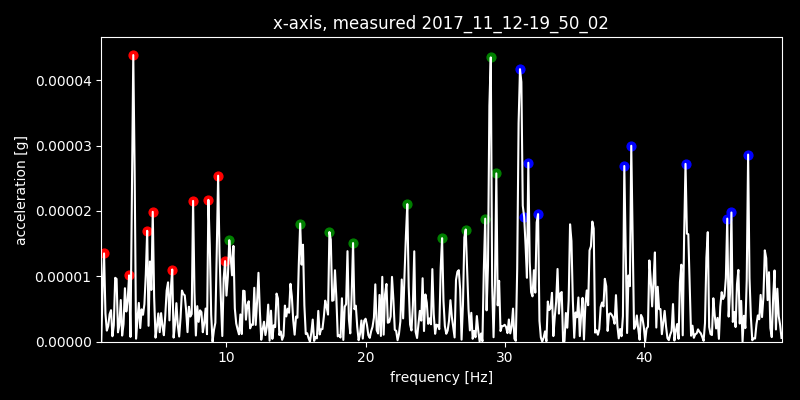 x-axis, measured 2017_11_12-19_50_02
acceleration [g]
0.00004
0.00003
0.00002
0.00001
0.00000
10 20 30 40
frequency [Hz]